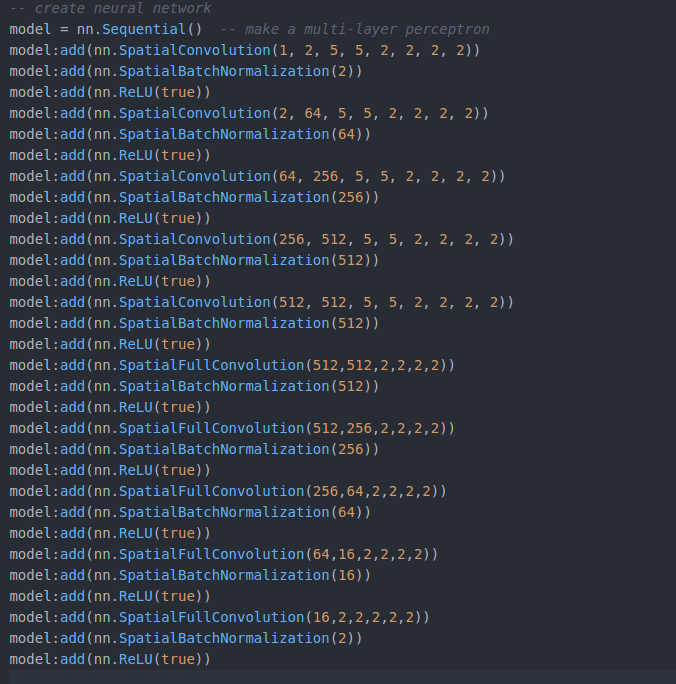 -- create neural network
model = nn.Sequential()  -- make a multi-layer perceptron
model:add(nn.SpatialConvolution(1, 2, 5, 5, 2, 2, 2, 2))
model:add(nn.SpatialBatchNormalization(2))
model:add(nn.ReLU(true))
model:add(nn.SpatialConvolution(2, 64, 5, 5, 2, 2, 2, 2))
model:add(nn.SpatialBatchNormalization(64))
model:add(nn.ReLU(true))
model:add(nn.SpatialConvolution(64, 256, 5, 5, 2, 2, 2, 2))
model:add(nn.SpatialBatchNormalization(256))
model:add(nn.ReLU(true))
model:add(nn.SpatialConvolution(256, 512, 5, 5, 2, 2, 2, 2))
model:add(nn.SpatialBatchNormalization(512))
model:add(nn.ReLU(true))
model:add(nn.SpatialConvolution(512, 512, 5, 5, 2, 2, 2, 2))
model:add(nn.SpatialBatchNormalization(512))
model:add(nn.ReLU(true))
model:add(nn.SpatialFullConvolution(512,512,2,2,2,2))
model:add(nn.SpatialBatchNormalization(512))
model:add(nn.ReLU(true))
model:add(nn.SpatialFullConvolution(512,256,2,2,2,2))
model:add(nn.SpatialBatchNormalization(256))
model:add(nn.ReLU(true))
model:add(nn.SpatialFullConvolution(256,64,2,2,2,2))
model:add(nn.SpatialBatchNormalization(64))
model:add(nn.ReLU(true))
model:add(nn.SpatialFullConvolution(64,16,2,2,2,2))
model:add(nn.SpatialBatchNormalization(16))
model:add(nn.ReLU(true))
model:add(nn.SpatialFullConvolution(16,2,2,2,2,2))
model:add(nn.SpatialBatchNormalization(2))
model:add(nn.ReLU(true))